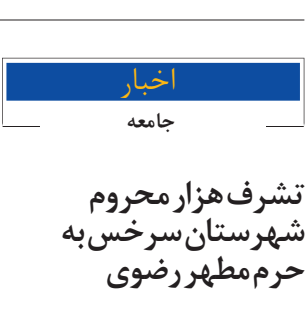 اخبار
جامعه
تشرف هزار محروم
شهرستان سرخس به
حرم مطهر رضوی